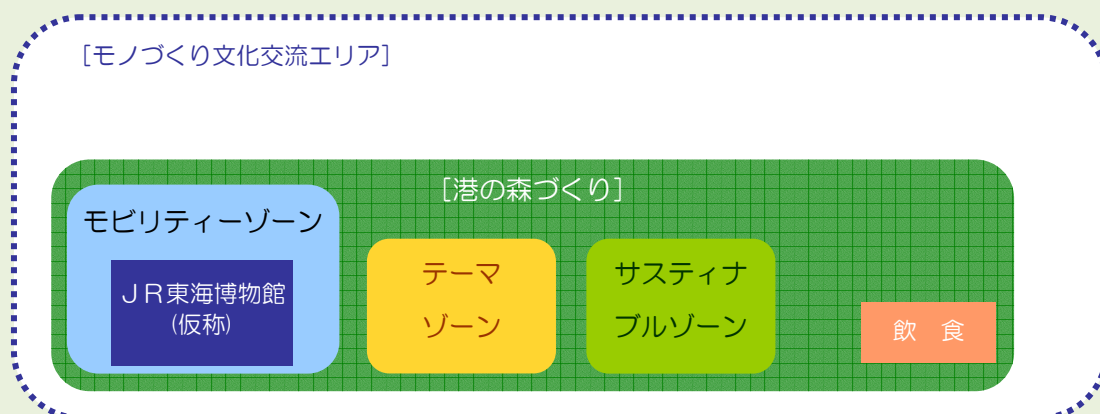 [モノづくり文化交流エリア]
[港の森づくり]
モビリティーゾーン
ＪＲ東海博物館
(仮称)
テーマ
ゾーン
サスティナ
ブルゾーン
飲　食